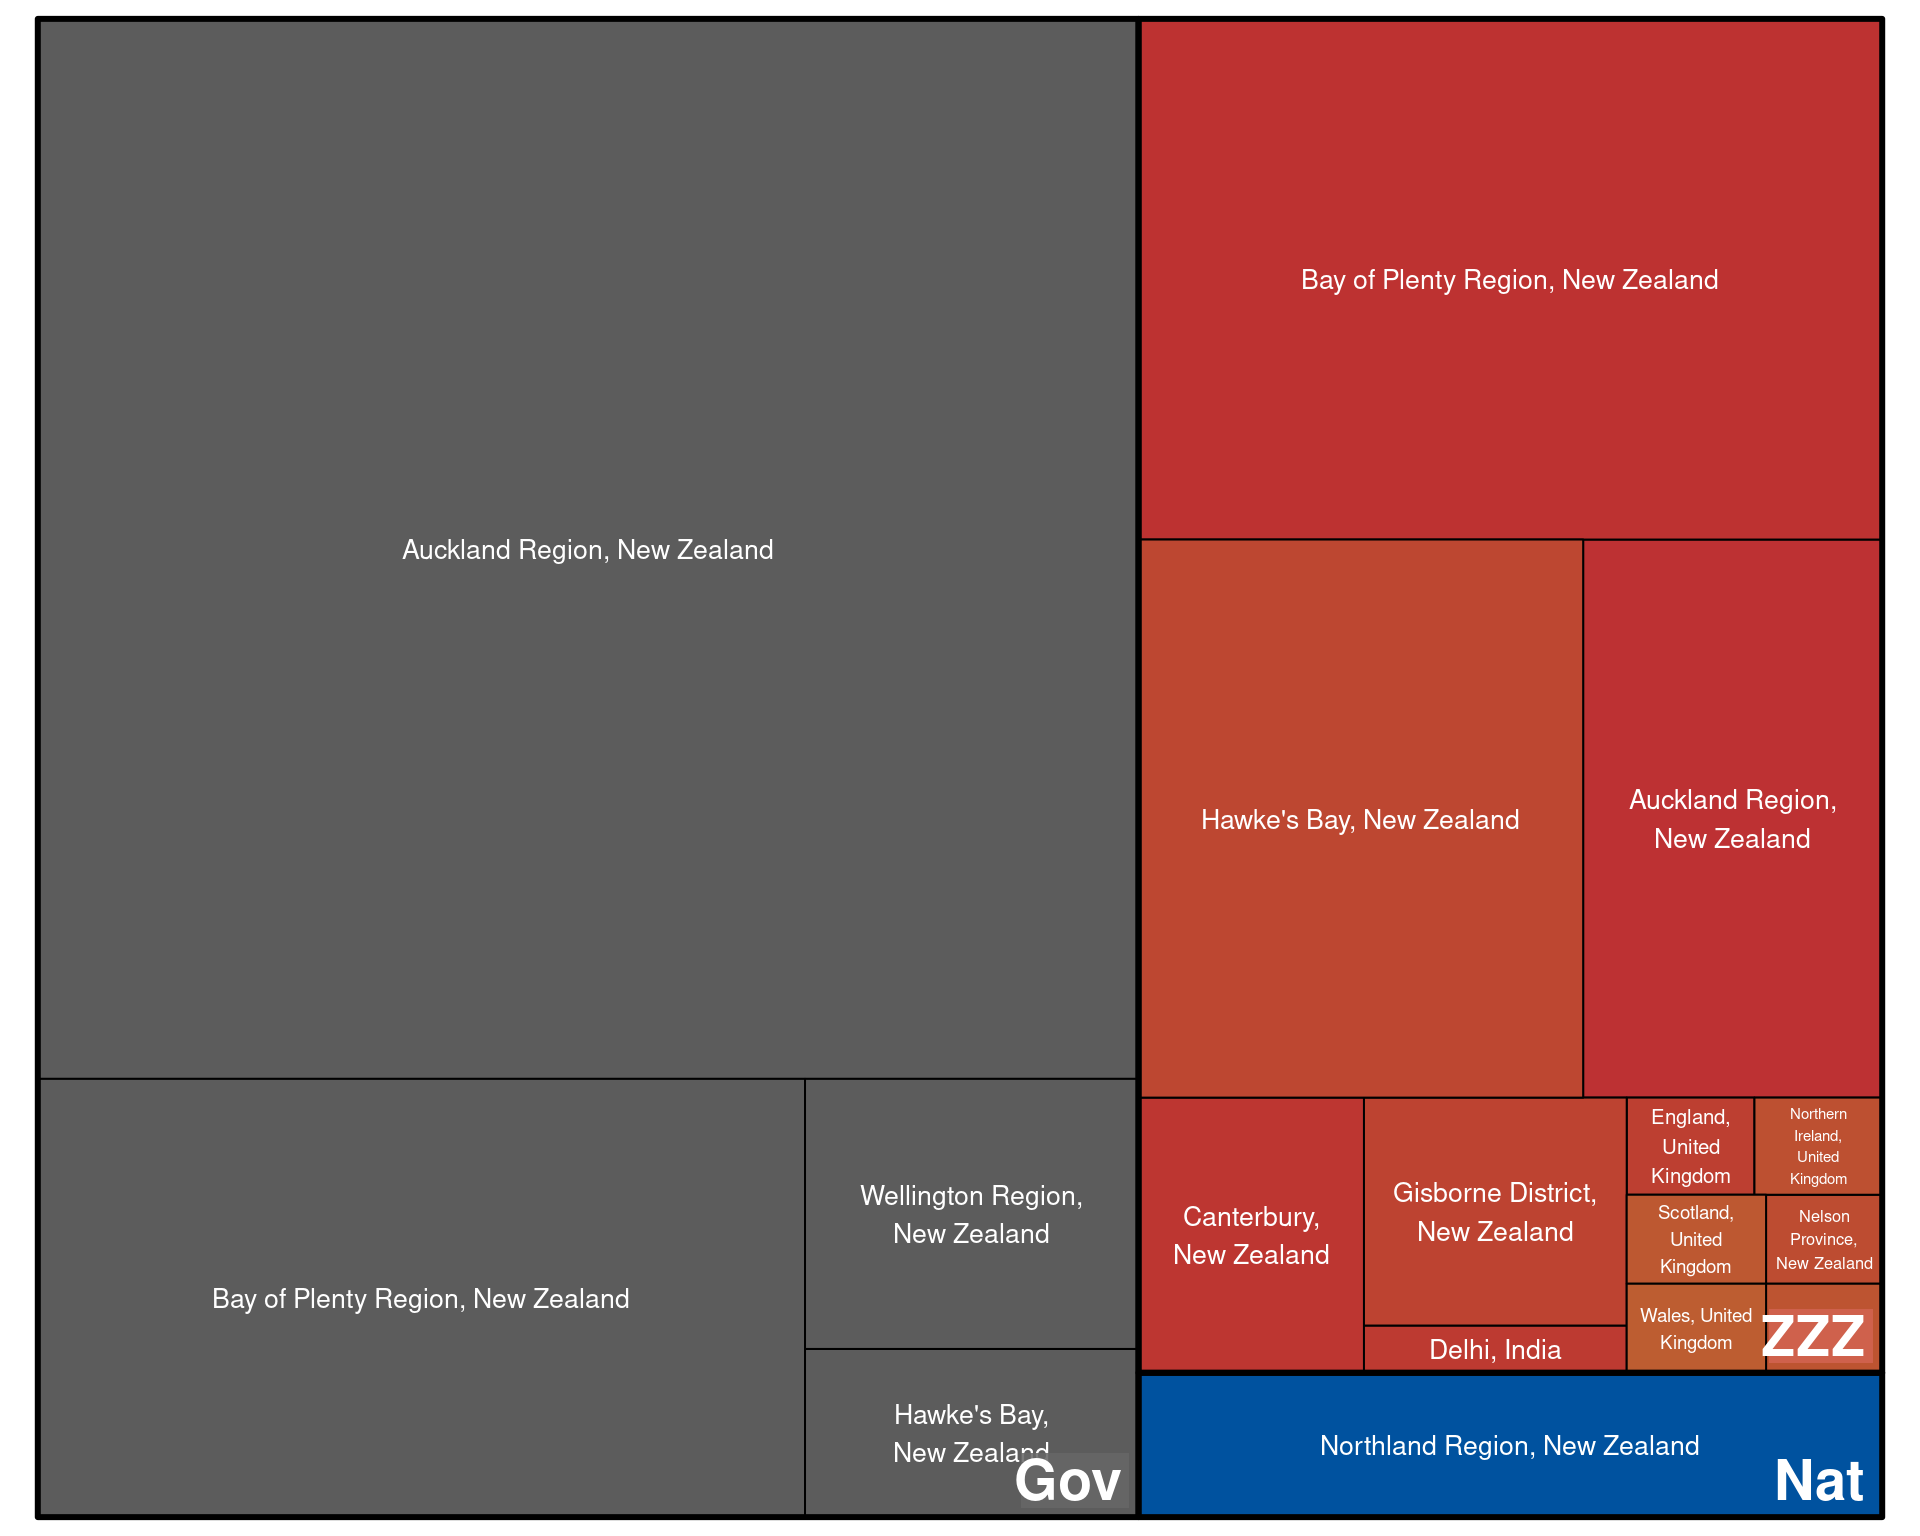 Auckland Region, New Zealand
Bay of Plenty Region, New Zealand
Wellington Region,
New Zealand
Hawke's Bay,
New Zealand
Gov
Bay of Plenty Region, New Zealand
Hawke's Bay, New Zealand
Auckland Region,
New Zealand
Canterbury,
New Zealand
Gisborne District,
New Zealand
Delhi, India
England,
United
Kingdom
Northern
Ireland,
United
Kingdom
Scotland,
United
Kingdom
Nelson
Province,
New Zealand
Wales, United
Kingdom
ZZZ
Northland Region, New Zealand
Nat